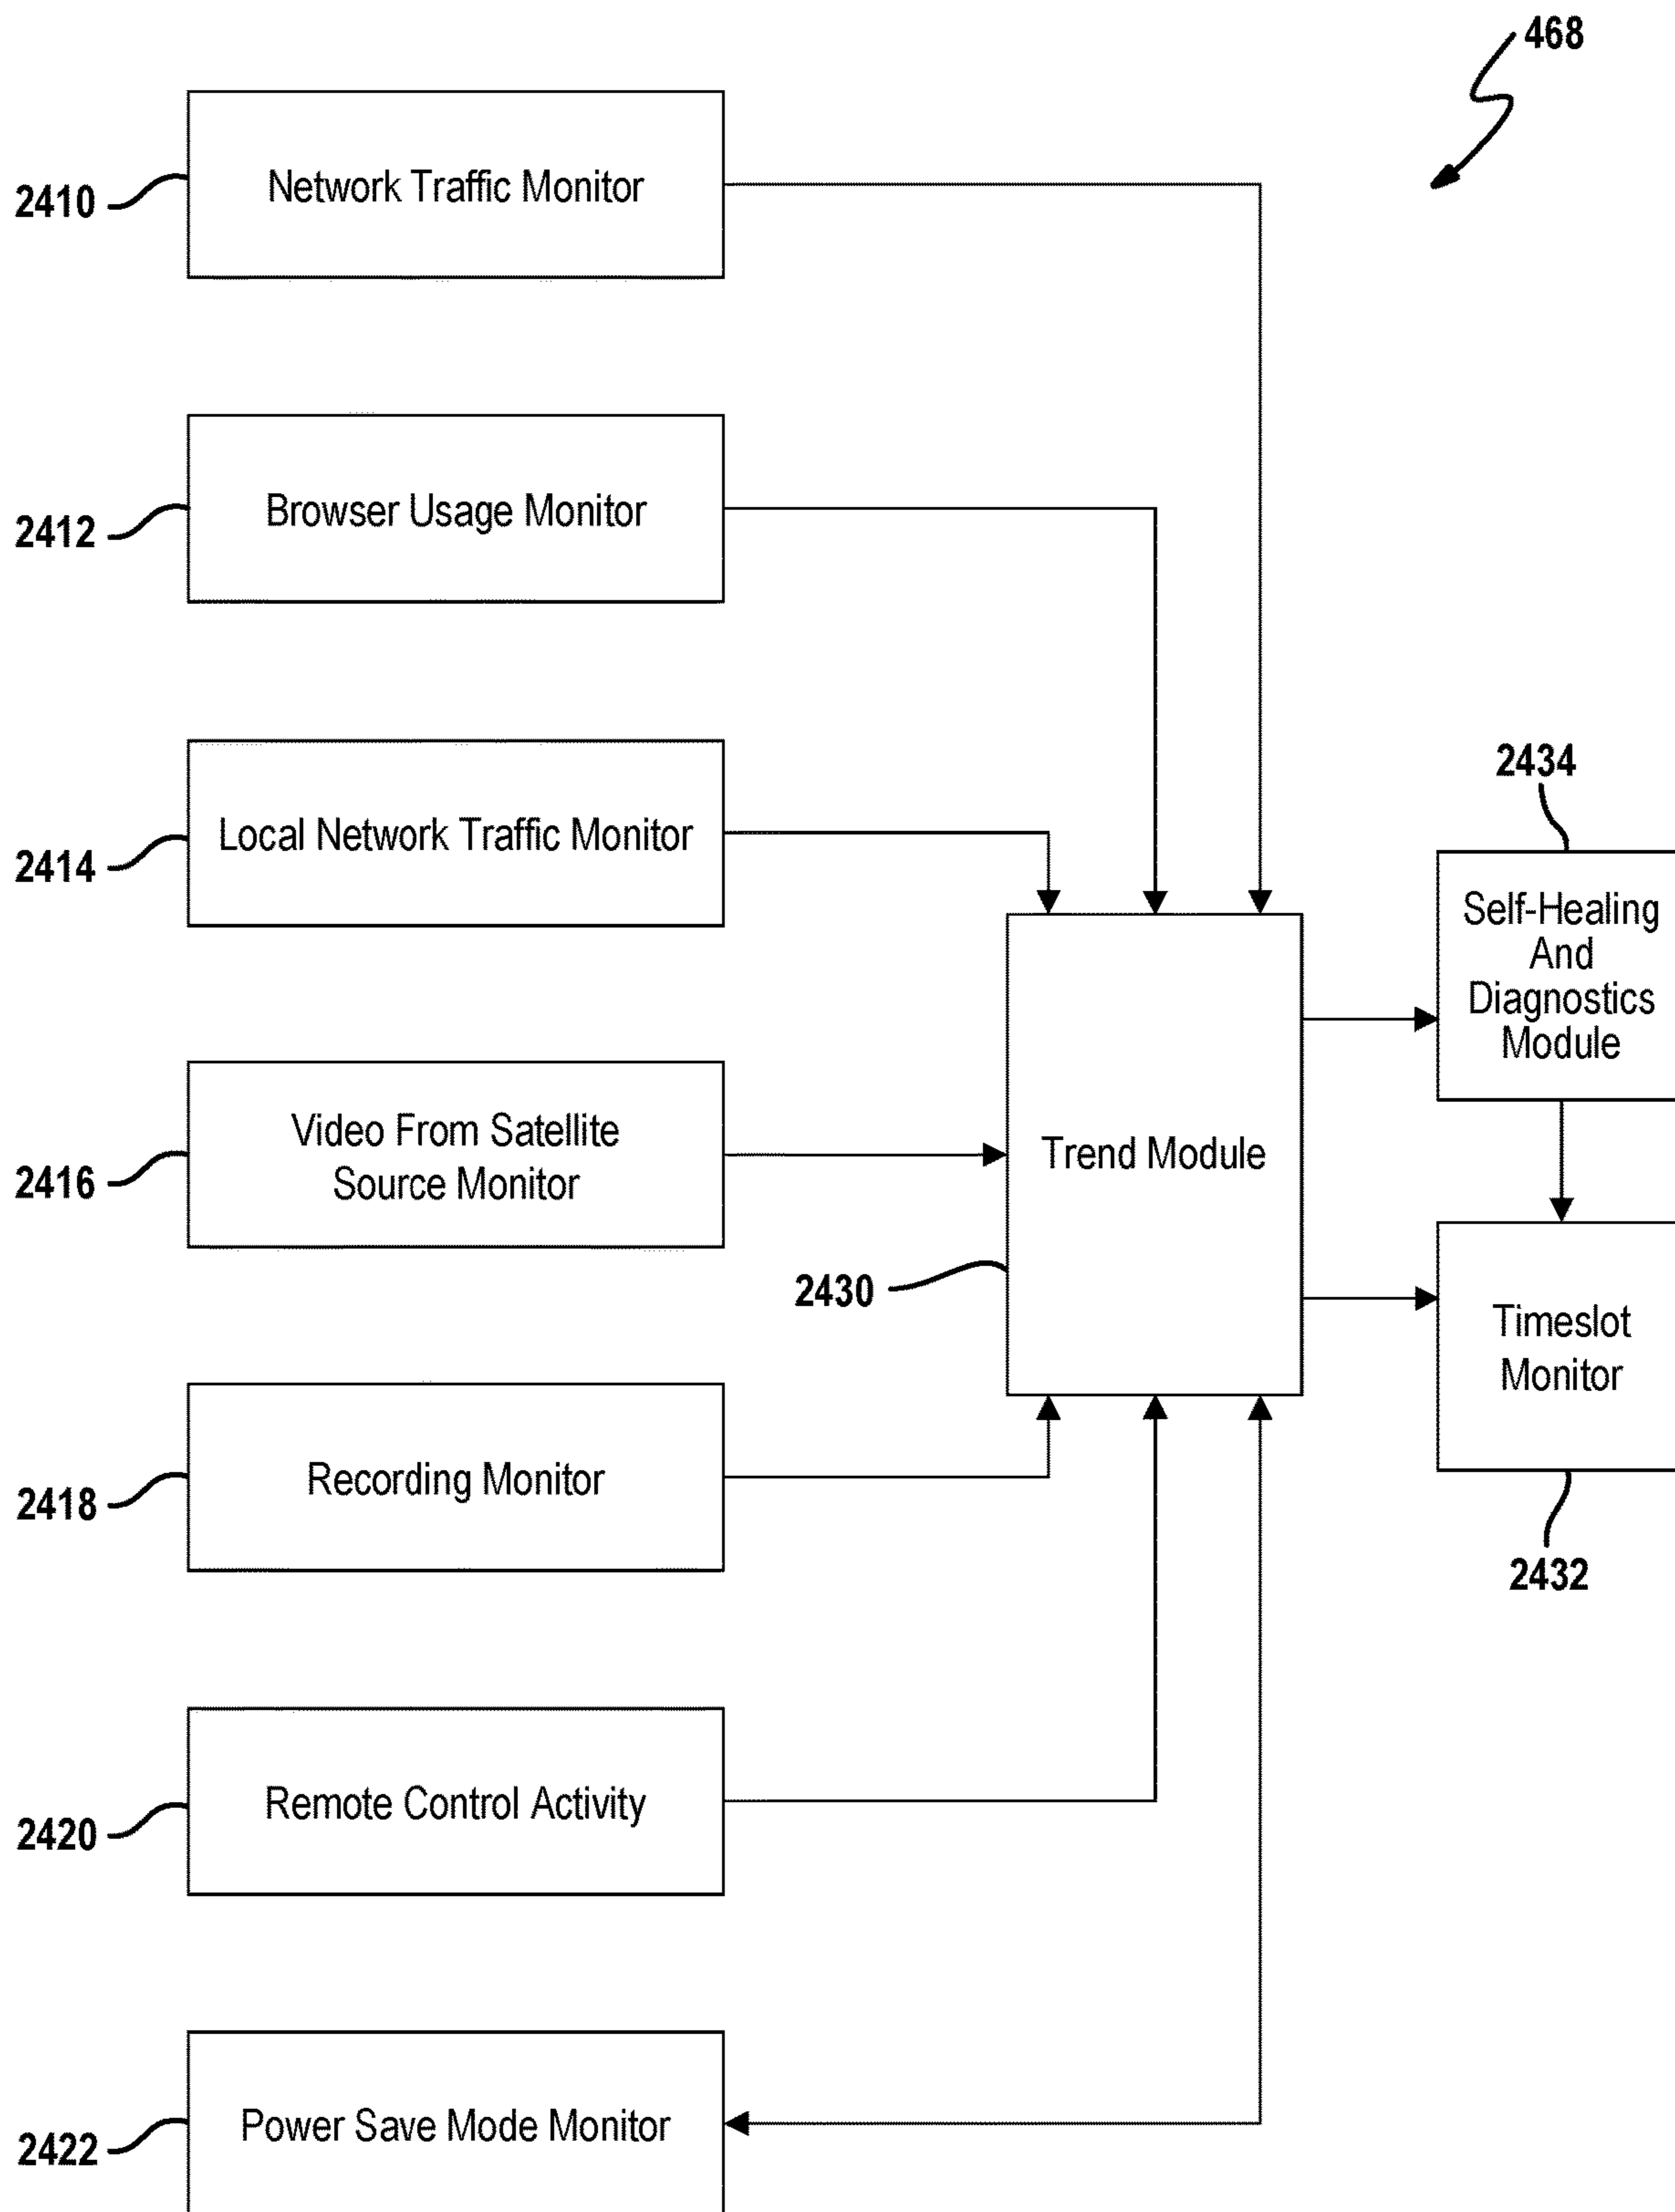 468
2410
Network Traffic Monitor
2412
Browser Usage Monitor
2414
Local Network Traffic Monitor
2434
Self-Healing
And
Diagnostics
Module
2416
Video From Satellite
Source Monitor
Trend Module
2430
Timeslot
Monitor
2432
2418
Recording Monitor
2420
Remote Control Activity
2422
Power Save Mode Monitor